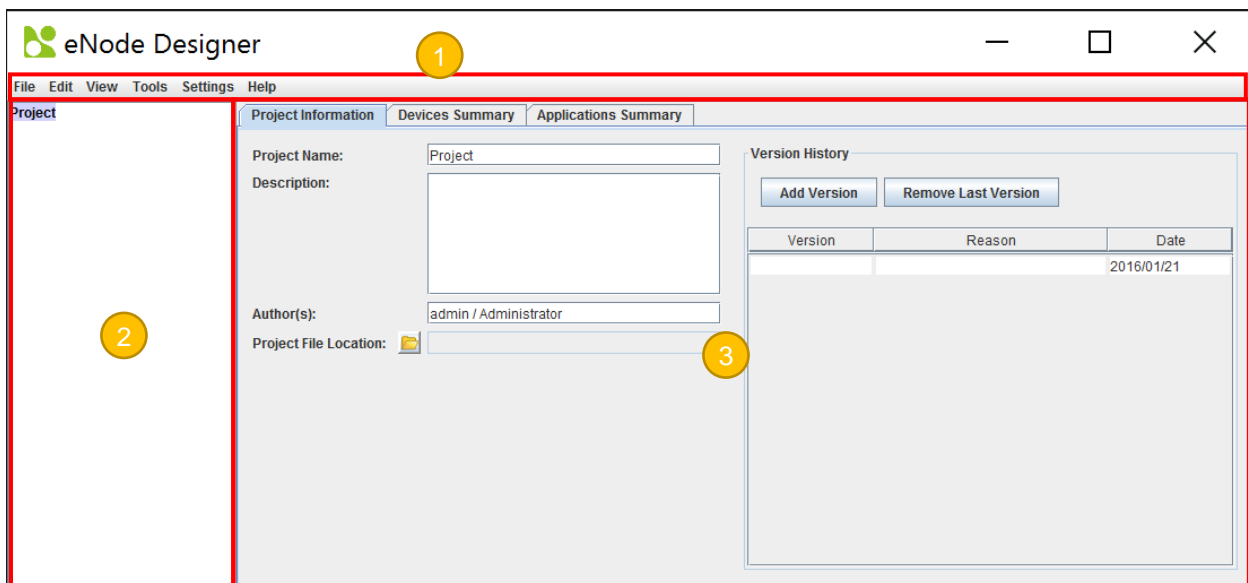 eNode Designer
1
File Edit View Tools Settings Help
Project
Project Information Devices Summary Applications Summary
Project Name: Project
Description:
Author(s): admin / Administrator
Project File Location:
Version History
Add Version Remove Last Version
Version Reason Date
2016/01/21
2
3